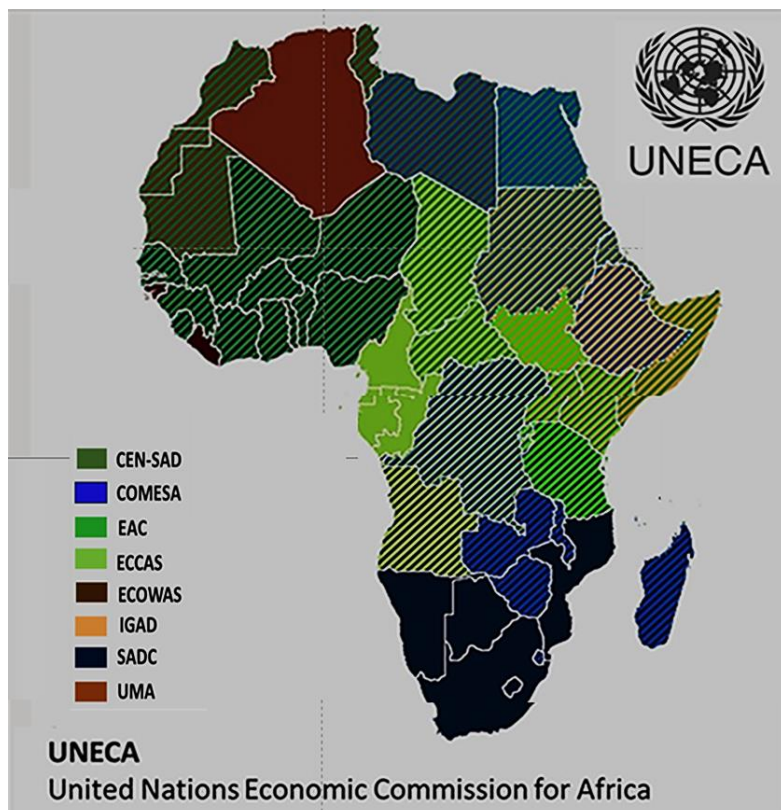 UNECA
CEN-SAD
COMESA
EAC
ECCAS
ECOWAS
IGAD
SADC
UMA
UNECA
United Nations Economic Commission for Africa